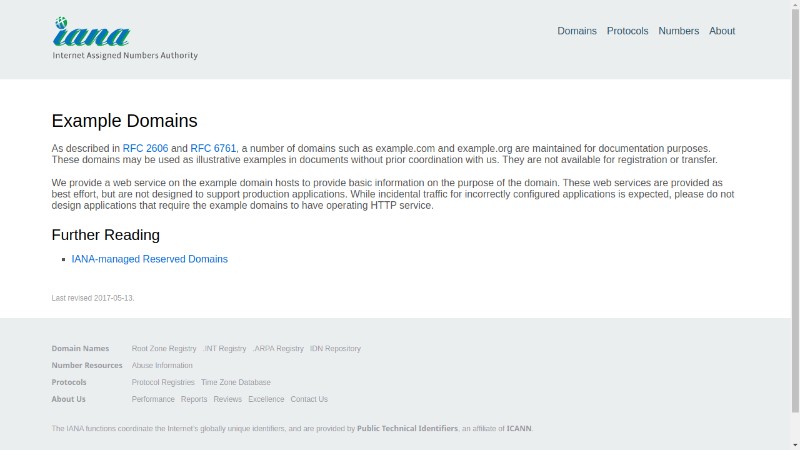 iana
Internet Assigned Numbers Authority
Domains Protocols Numbers About
Example Domains
As described in RFC 2606 and RFC 6761, a number of domains such as example.com and example.org are maintained for documentation purposes.
These domains may be used as illustrative examples in documents without prior coordination with us. They are not available for registration or transfer.
We provide a web service on the example domain hosts to provide basic information on the purpose of the domain. These web services are provided as
best effort, but are not designed to support production applications. While incidental traffic for incorrectly configured applications is expected, please do not
design applications that require the example domains to have operating HTTP service.
Further Reading
IANA-managed Reserved Domains
Last revised 2017-05-13.
Domain Names Root Zone Registry .INT Registry .ARPA Registry IDN Repository
Number Resources Abuse Information
Protocols Protocol Registries Time Zone Database
About Us Performance Reports Reviews Excellence Contact Us
The IANA functions coordinate the Internet's globally unique identifiers, and are provided by Public Technical Identifiers, an affiliate of ICANN.